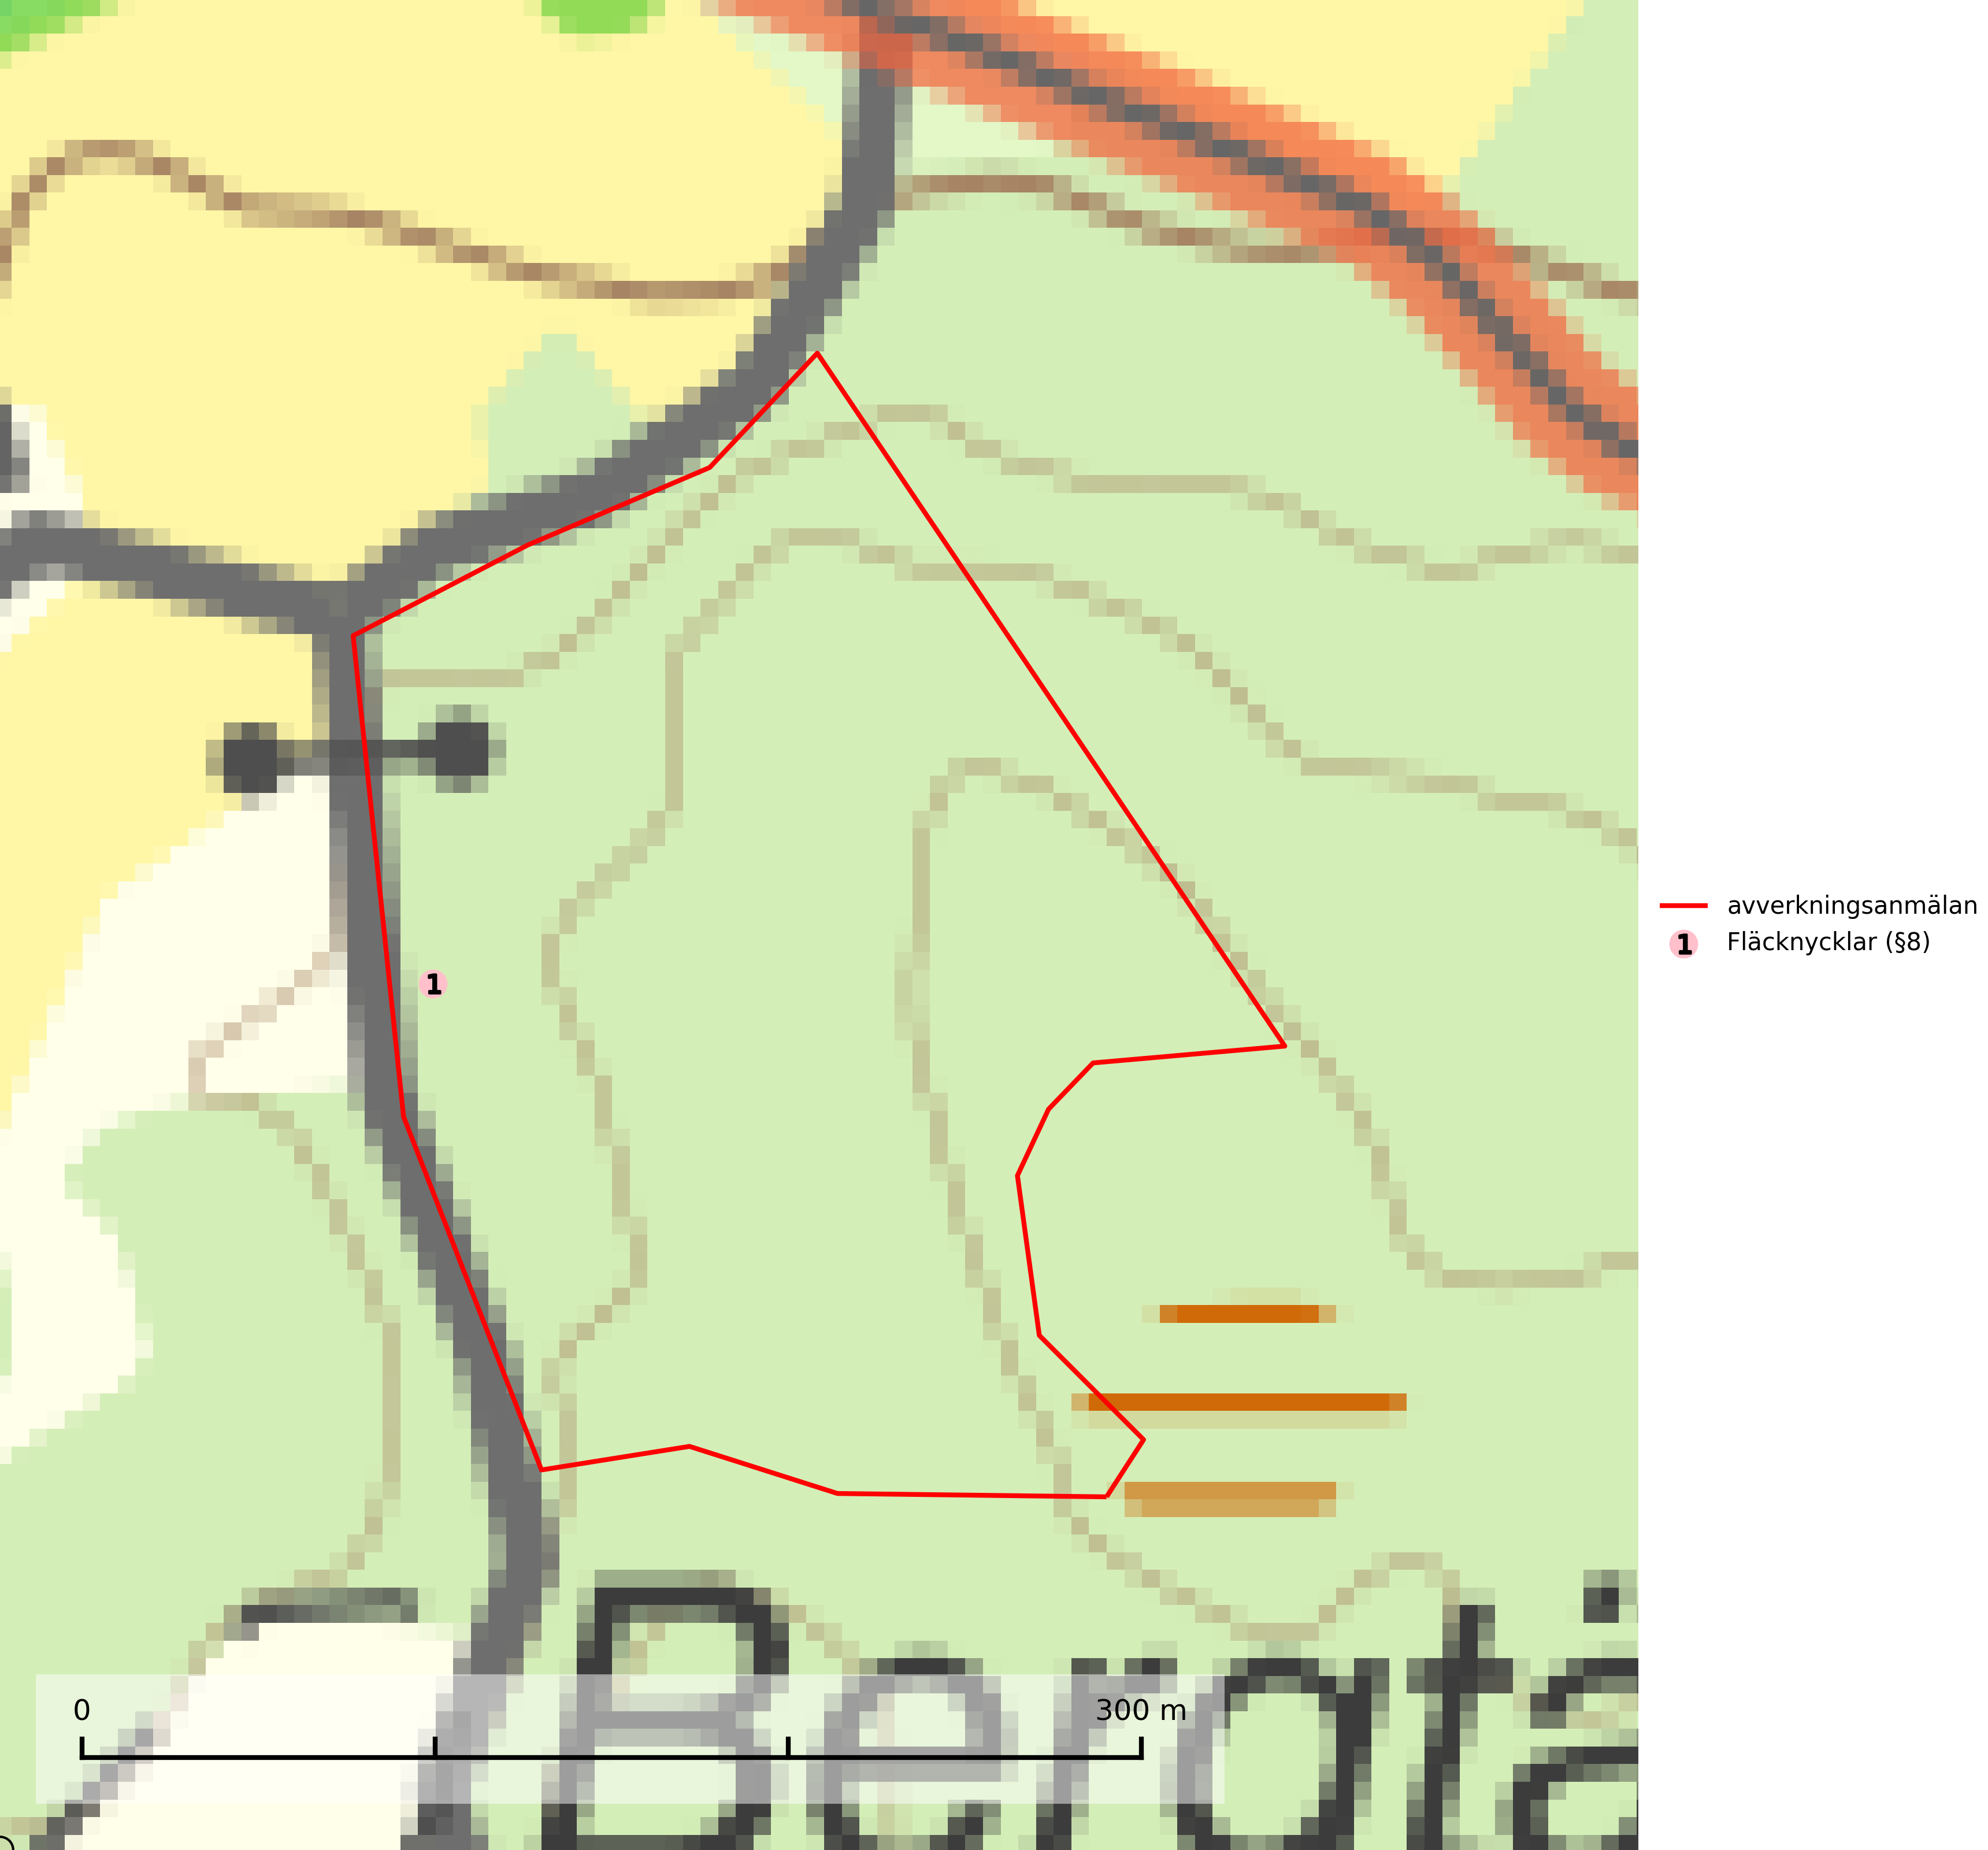 1
avverkningsanmälan
1 Fläcknycklar (§8)
0 300 m